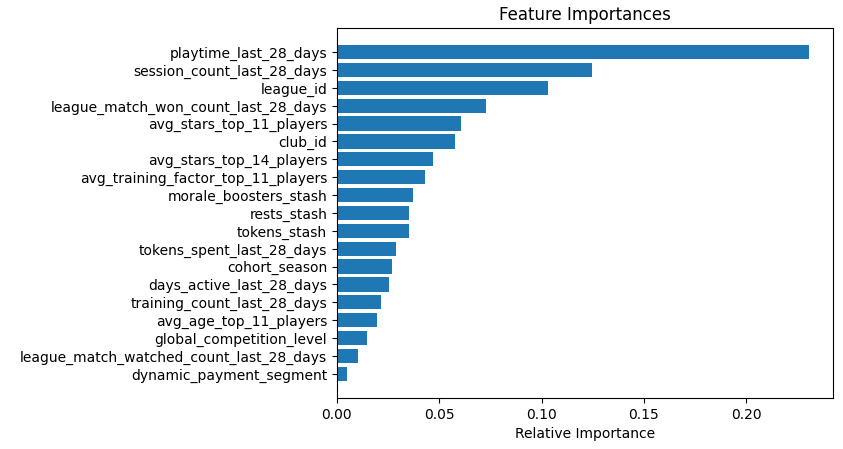 Feature Importances
playtime_last_28_days
session_count_last_28_days
league_id
league_match_won_count_last_28_days
avg_stars_top_11_players
club_id
avg_stars_top_14_players
avg_training_factor_top_11_players
morale_boosters_stash
rests_stash
tokens_stash
tokens_spent_last_28_days
cohort_season
days_active_last_28_days
training_count_last_28_days
avg_age_top_11_players
global_competition_level
league_match_watched_count_last_28_days
dynamic_payment_segment
0.00 0.05 0.10 0.15 0.20
Relative Importance